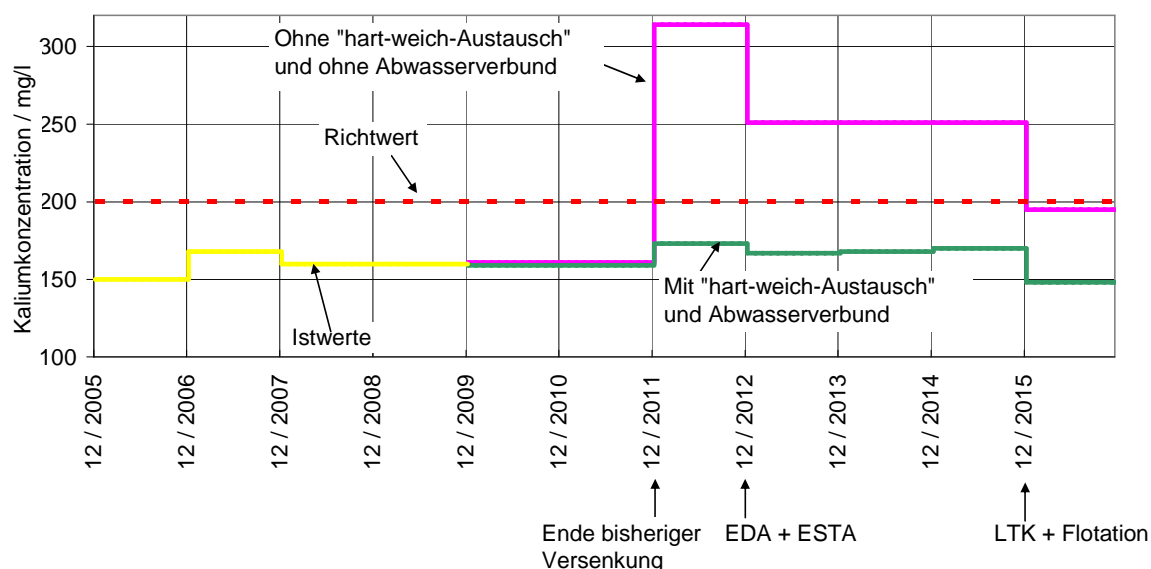 Kaliumkonzentration / mg/l
300
250
200
150
100
Ohne "hart-weich-Austausch"
und ohne Abwasserverbund
Richtwert
Mit "hart-weich-Austausch"
und Abwasserverbund
Istwerte
12 / 2005
12 / 2006
12 / 2007
12 / 2008
12 / 2009
12 / 2010
12 / 2011
12 / 2012
12 / 2013
12 / 2014
12 / 2015
Ende bisheriger
Versenkung
EDA + ESTA
LTK + Flotation